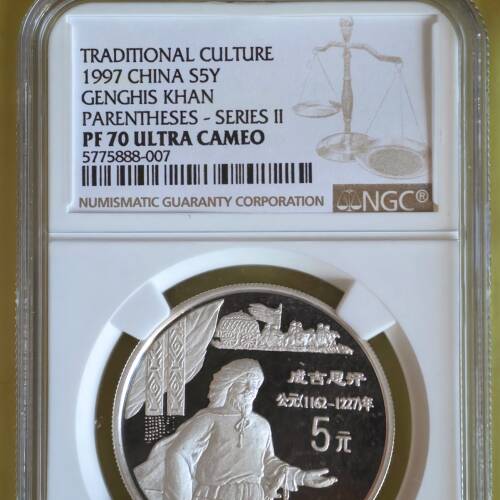 TRADITIONAL CULTURE
1997 CHINA S5Y
GENGHIS KHAN
PARENTHESES - SERIES II
PF 70 ULTRA CAMEO
5775888-007
NUMISMATIC GUARANTY CORPORATION
NGC®
成吉思汗
公元(1162-1227)年
5元